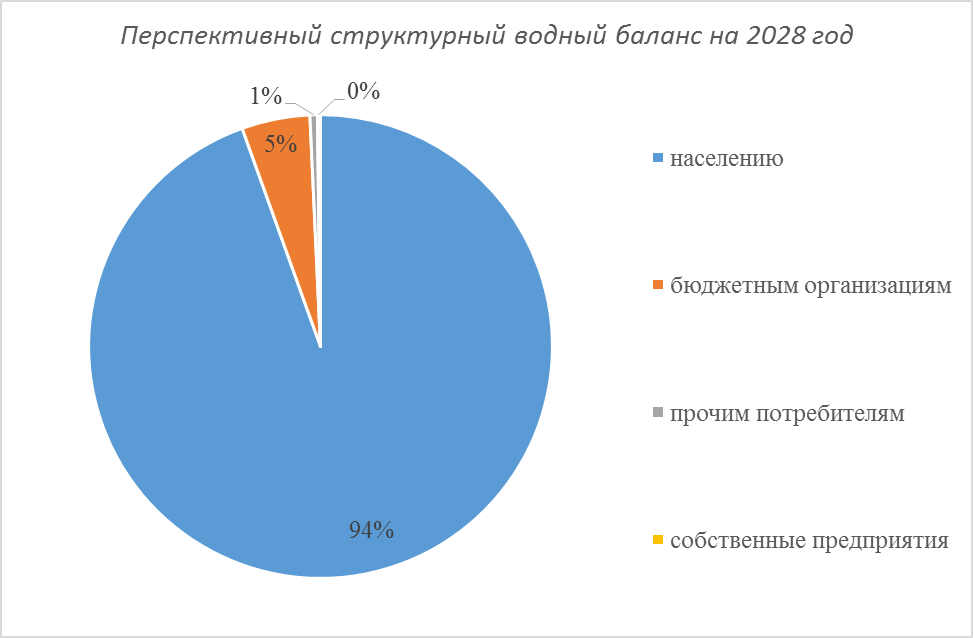 Перспективный структурный водный баланс на 2028 год
1%
0%
5%
94%
населению
бюджетным организациям
прочим потребителям
собственные предприятия